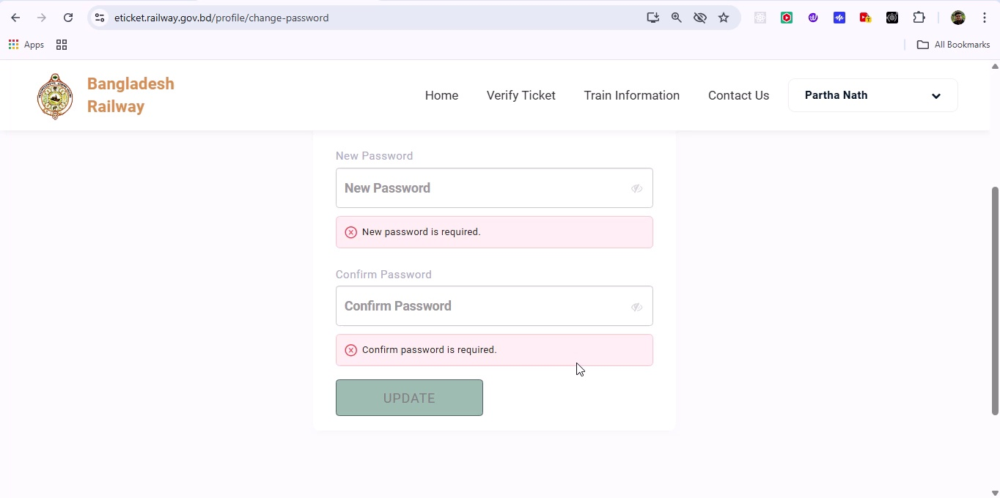 eticket.railway.gov.bd/profile/change-password
Apps
All Bookmarks
Bangladesh
Railway
Home
Verify Ticket
Train Information
Contact Us
Partha Nath
New Password
New Password
New password is required.
Confirm Password
Confirm Password
Confirm password is required.
UPDATE